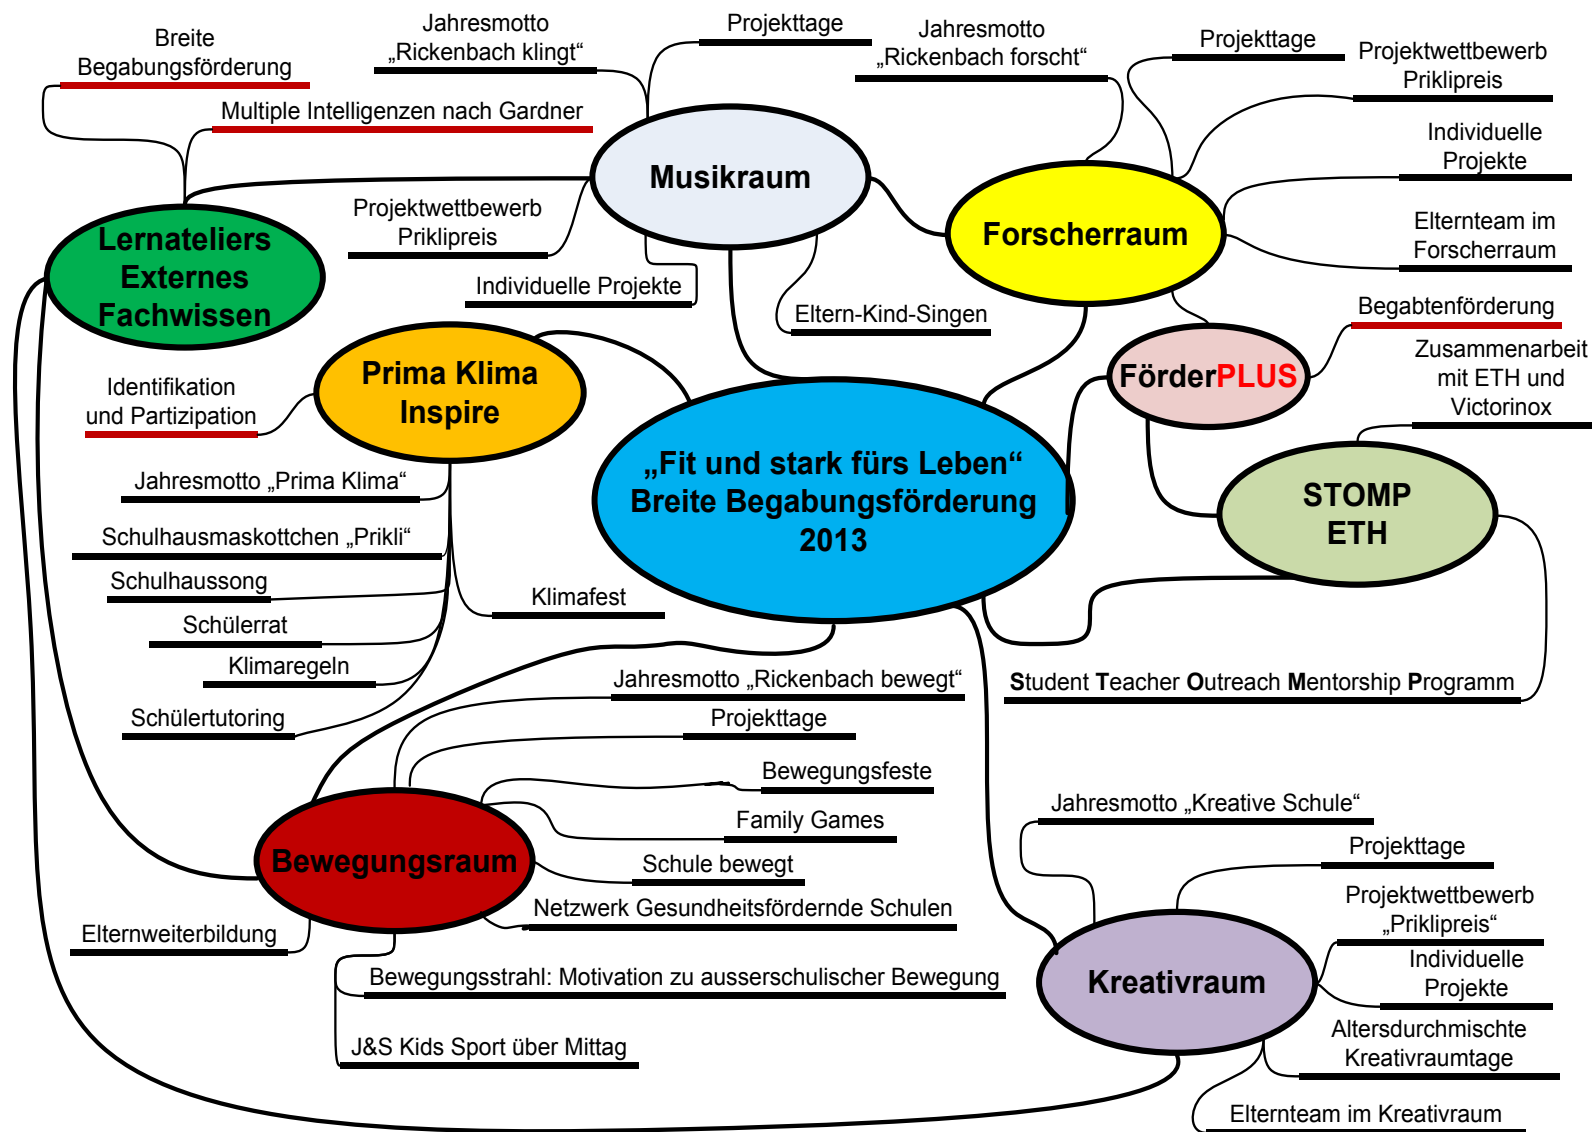 Breite
Begabungsförderung
Multiple Intelligenzen nach Gardner
Jahresmotto
„Rickenbach klingt“
Projekttage
Jahresmotto
„Rickenbach forscht“
Projekttage
Projektwettbewerb
Priklipreis
Individuelle
Projekte
Elternteam im
Forscherraum
Musikraum
Forscherraum
Lernateliers
Externes
Fachwissen
Projektwettbewerb
Priklipreis
Individuelle Projekte
Eltern-Kind-Singen
Begabtenförderung
FörderPLUS
Zusammenarbeit
mit ETH und
Victorinox
Prima Klima
Inspire
Identifikation
und Partizipation
„Fit und stark fürs Leben“
Breite Begabungsförderung
2013
STOMP
ETH
Jahresmotto „Prima Klima“
Schulhausmaskottchen „Prikli“
Schulhaussong
Schülerrat
Klimaregeln
Schülertutoring
Klimafest
Student Teacher Outreach Mentorship Programm
Jahresmotto „Rickenbach bewegt“
Projekttage
Bewegungsfeste
Family Games
Schule bewegt
Netzwerk Gesundheitsfördernde Schulen
Bewegungsraum
Elternweiterbildung
Bewegungsstrahl: Motivation zu ausserschulischer Bewegung
J&S Kids Sport über Mittag
Jahresmotto „Kreative Schule“
Projekttage
Projektwettbewerb
„Priklipreis“
Individuelle
Projekte
Kreativraum
Altersdurchmischte
Kreativraumtage
Elternteam im Kreativraum